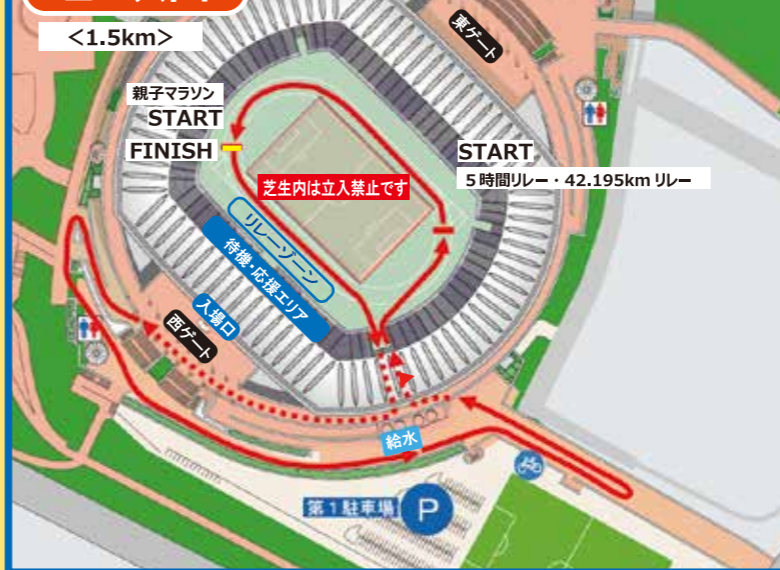 <1.5km>
東ゲート
親子マラソン
START
FINISH
START
5時間リレー・42.195kmリレー
芝生内は立入禁止です
リレーゾーン
待機・応援エリア
入場口
西ゲート
給水
第1駐車場
P